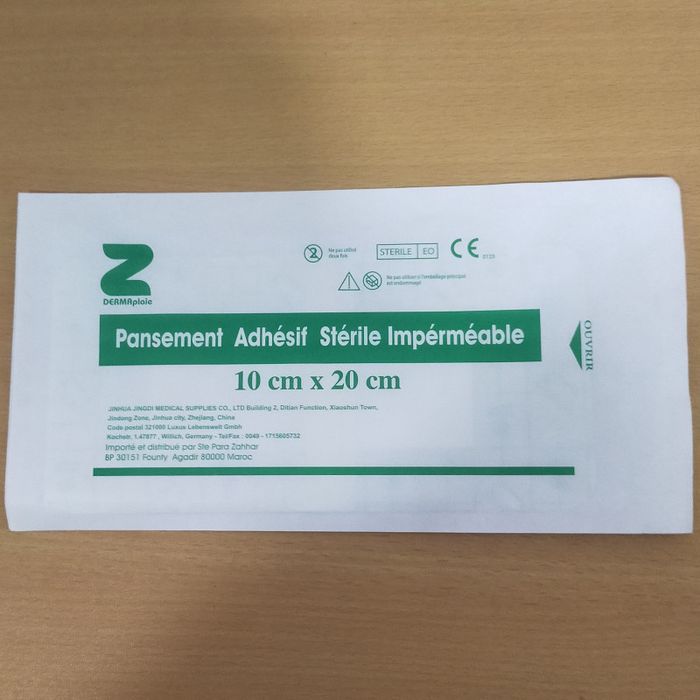 DERMAploie
Ne pas utilisé
deux fois
STERILE EO
CE 0123
Ne pas utiliser si l'emballage principal
est endommagé
Pansement Adhésif Stérile Impérméable
10 cm x 20 cm
OUVRIR
JINHUA JINGDI MEDICAL SUPPLIES CO., LTD Building 2, Ditian Function, Xiaoshun Town,
Jindong Zone, Jinhua city, Zhejiang, China
Code postal 321000 Luxus Lebenswelt Gmbh
Kochstr. 1.47877 , Willich, Germany - Tel/Fax : 0049 - 1715605732
Importé et distribué par Ste Para Zahhar
BP 30151 Founty Agadir 80000 Maroc